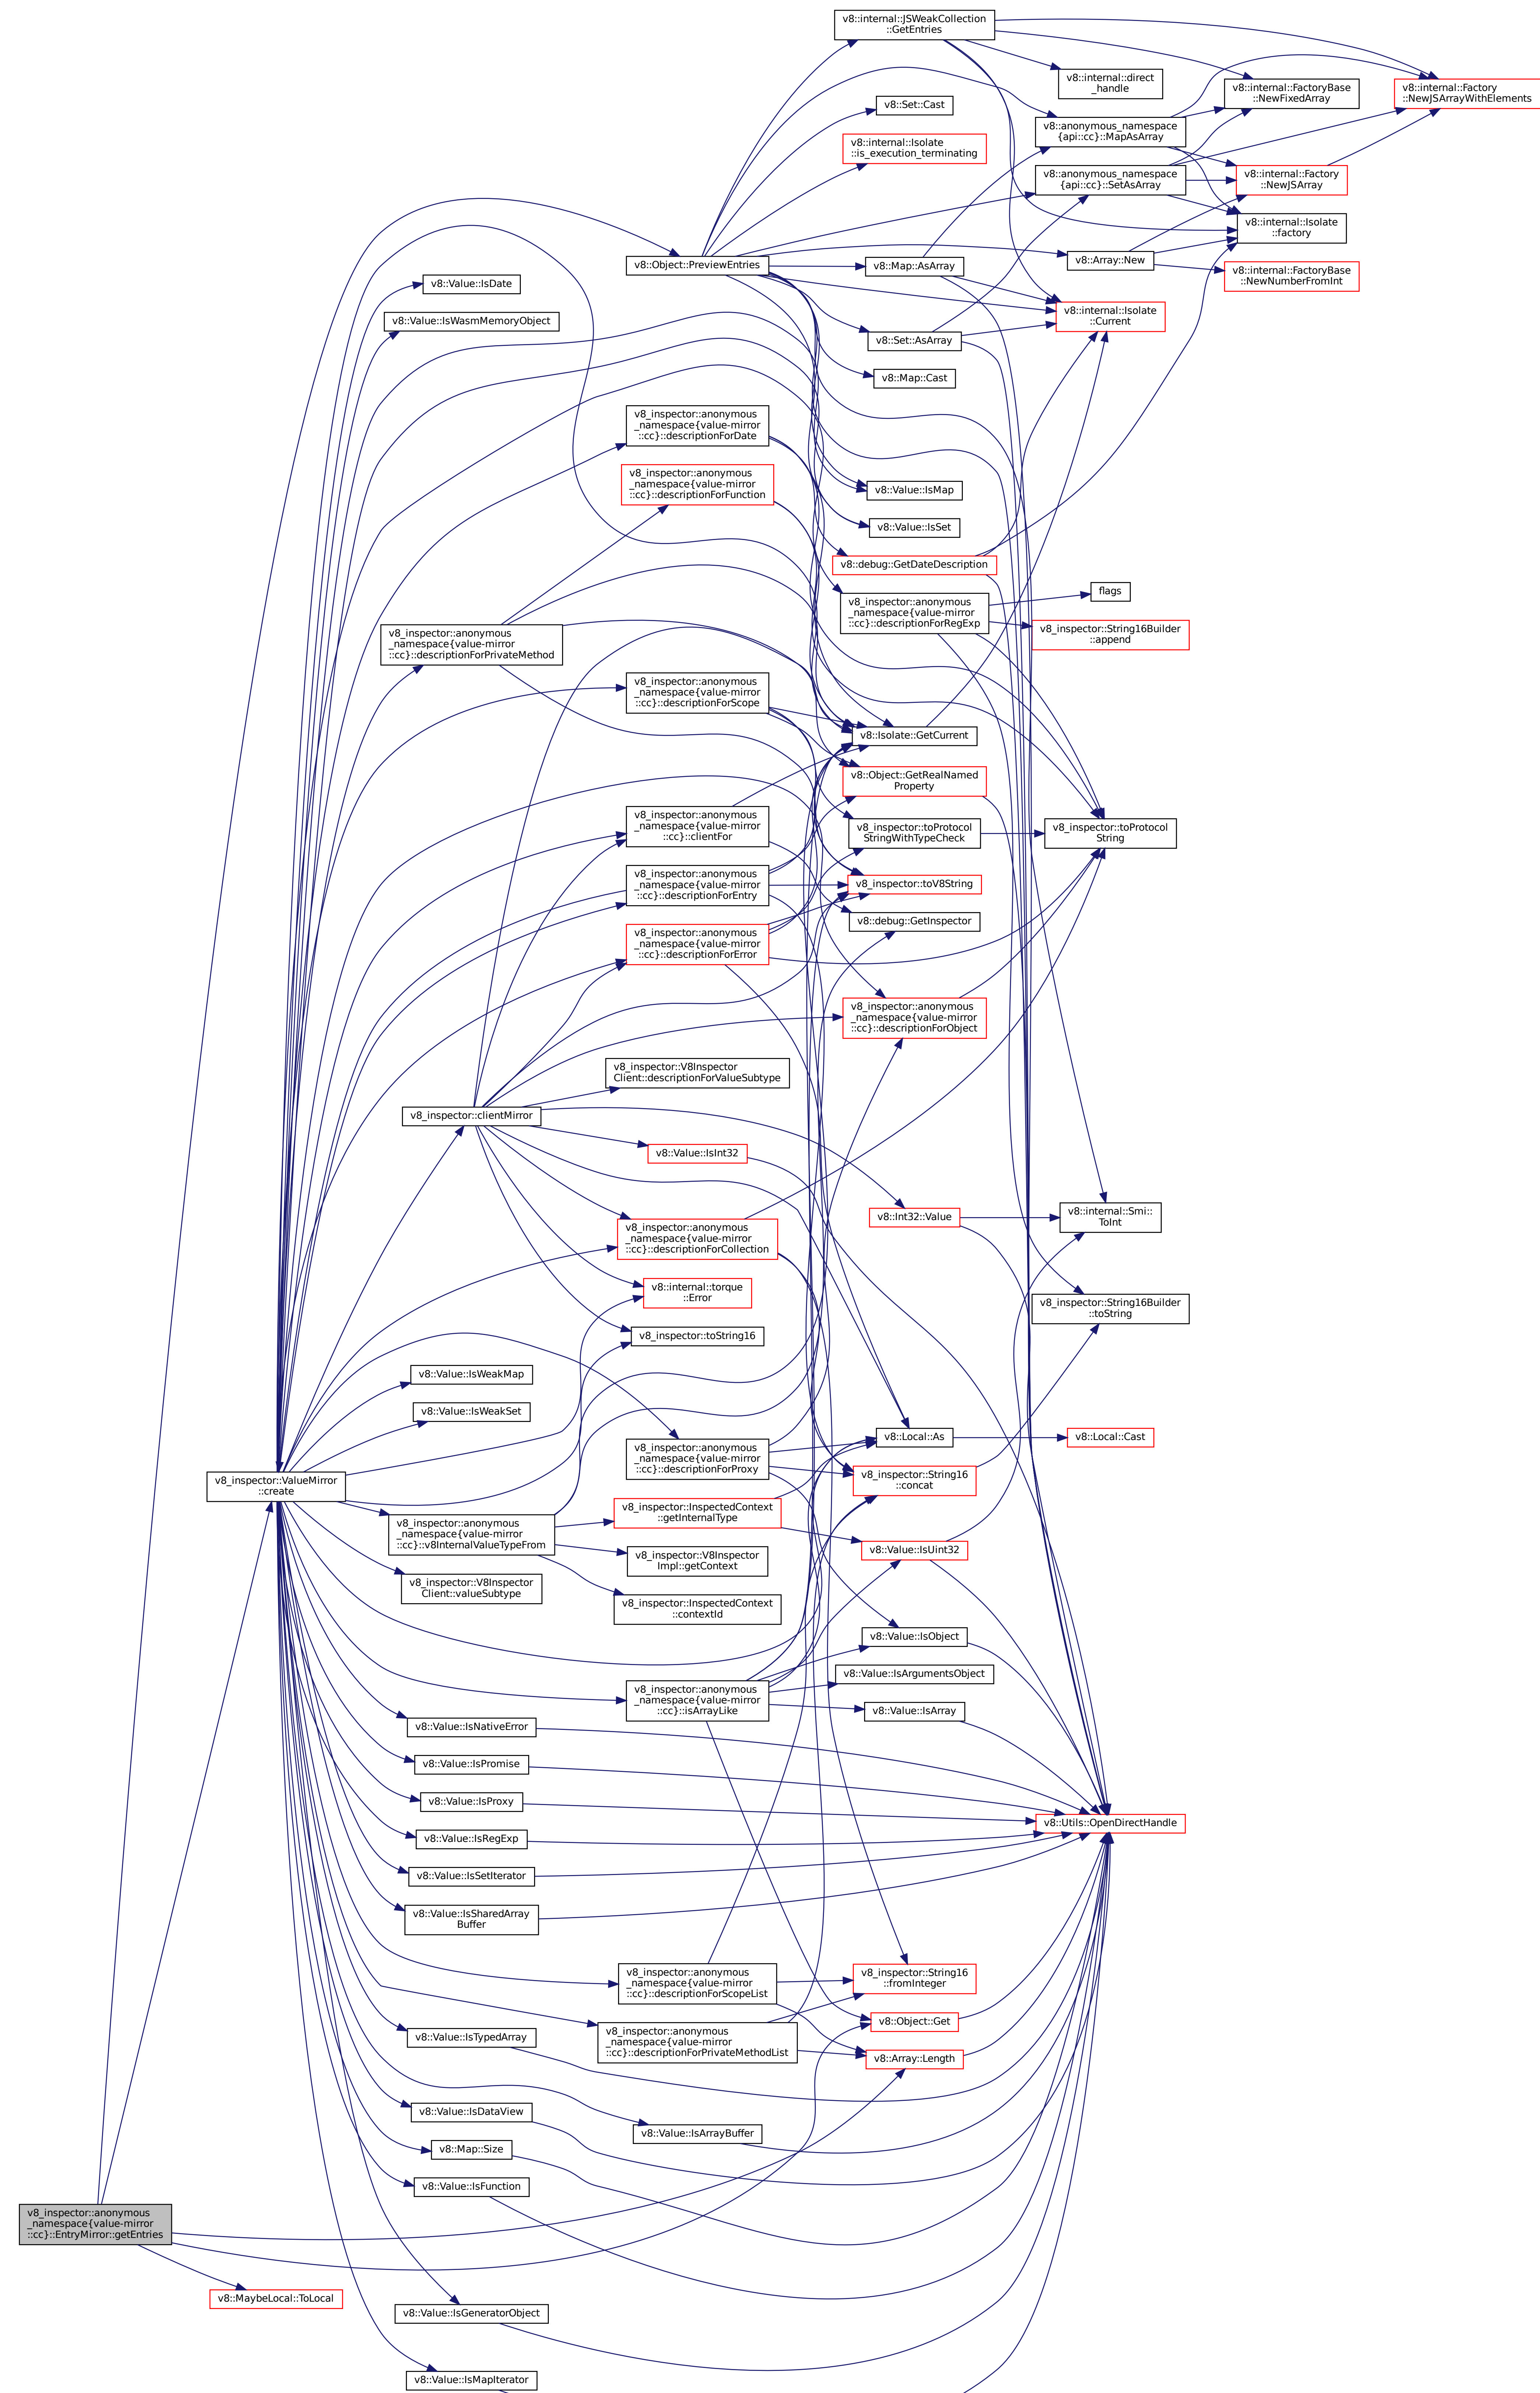 v8::internal::JSWeakCollection
::GetEntries
v8::internal::direct
_handle
v8::internal::FactoryBase
::NewFixedArray
v8::internal::Factory
::NewJSArrayWithElements
v8::Set::Cast
v8::anonymous_namespace
{api::cc}::MapAsArray
v8::internal::Isolate
::is_execution_terminating
v8::anonymous_namespace
{api::cc}::SetAsArray
v8::internal::Factory
::NewJSArray
v8::internal::Isolate
::factory
v8::Object::PreviewEntries
v8::Map::AsArray
v8::Array::New
v8::internal::FactoryBase
::NewNumberFromInt
v8::Value::IsDate
v8::Value::IsWasmMemoryObject
v8::internal::Isolate
::Current
v8::Set::AsArray
v8::Map::Cast
v8_inspector::anonymous
_namespace{value-mirror
::cc}::descriptionForDate
v8_inspector::anonymous
_namespace{value-mirror
::cc}::descriptionForFunction
v8::Value::IsMap
v8::Value::IsSet
v8::debug::GetDateDescription
flags
v8_inspector::anonymous
_namespace{value-mirror
::cc}::descriptionForRegExp
v8_inspector::String16Builder
::append
v8_inspector::anonymous
_namespace{value-mirror
::cc}::descriptionForPrivateMethod
v8_inspector::anonymous
_namespace{value-mirror
::cc}::descriptionForScope
v8::Isolate::GetCurrent
v8::Object::GetRealNamed
Property
v8_inspector::anonymous
_namespace{value-mirror
::cc}::clientFor
v8_inspector::toProtocol
StringWithTypeCheck
v8_inspector::toProtocol
String
v8_inspector::anonymous
_namespace{value-mirror
::cc}::descriptionForEntry
v8_inspector::toV8String
v8::debug::GetInspector
v8_inspector::anonymous
_namespace{value-mirror
::cc}::descriptionForError
v8_inspector::anonymous
_namespace{value-mirror
::cc}::descriptionForObject
v8_inspector::V8Inspector
Client::descriptionForValueSubtype
v8_inspector::clientMirror
v8::Value::IsInt32
v8::Int32::Value
v8::internal::Smi::
ToInt
v8_inspector::anonymous
_namespace{value-mirror
::cc}::descriptionForCollection
v8::internal::torque
::Error
v8_inspector::String16Builder
::toString
v8_inspector::toString16
v8::Value::IsWeakMap
v8::Value::IsWeakSet
v8_inspector::anonymous
_namespace{value-mirror
::cc}::descriptionForProxy
v8::Local::As
v8::Local::Cast
v8_inspector::ValueMirror
::create
v8_inspector::String16
::concat
v8_inspector::InspectedContext
::getInternalType
v8_inspector::anonymous
_namespace{value-mirror
::cc}::v8InternalValueTypeFrom
v8::Value::IsUint32
v8_inspector::V8Inspector
Impl::getContext
v8_inspector::V8Inspector
Client::valueSubtype
v8_inspector::InspectedContext
::contextId
v8::Value::IsObject
v8::Value::IsArgumentsObject
v8_inspector::anonymous
_namespace{value-mirror
::cc}::isArrayLike
v8::Value::IsArray
v8::Value::IsNativeError
v8::Value::IsPromise
v8::Value::IsProxy
v8::Utils::OpenDirectHandle
v8::Value::IsRegExp
v8::Value::IsSetIterator
v8::Value::IsSharedArray
Buffer
v8_inspector::anonymous
_namespace{value-mirror
::cc}::descriptionForScopeList
v8_inspector::String16
::fromInteger
v8::Object::Get
v8::Value::IsTypedArray
v8_inspector::anonymous
_namespace{value-mirror
::cc}::descriptionForPrivateMethodList
v8::Array::Length
v8::Value::IsDataView
v8::Value::IsArrayBuffer
v8::Map::Size
v8::Value::IsFunction
v8_inspector::anonymous
_namespace{value-mirror
::cc}::EntryMirror::getEntries
v8::MaybeLocal::ToLocal
v8::Value::IsGeneratorObject
v8::Value::IsMapIterator